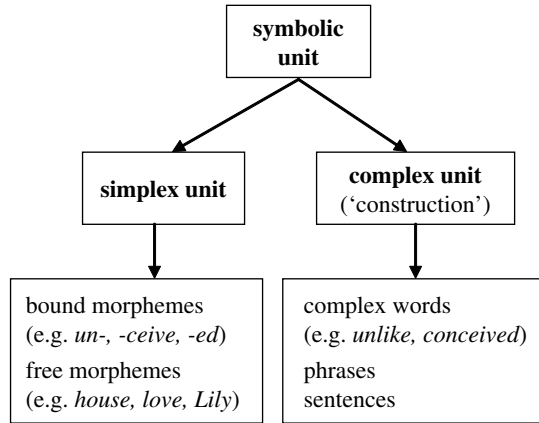 symbolic
unit
simplex unit
complex unit
(‘construction’)
bound morphemes
(e.g. un-, -ceive, -ed)
free morphemes
(e.g. house, love, Lily)
complex words
(e.g. unlike, conceived)
phrases
sentences